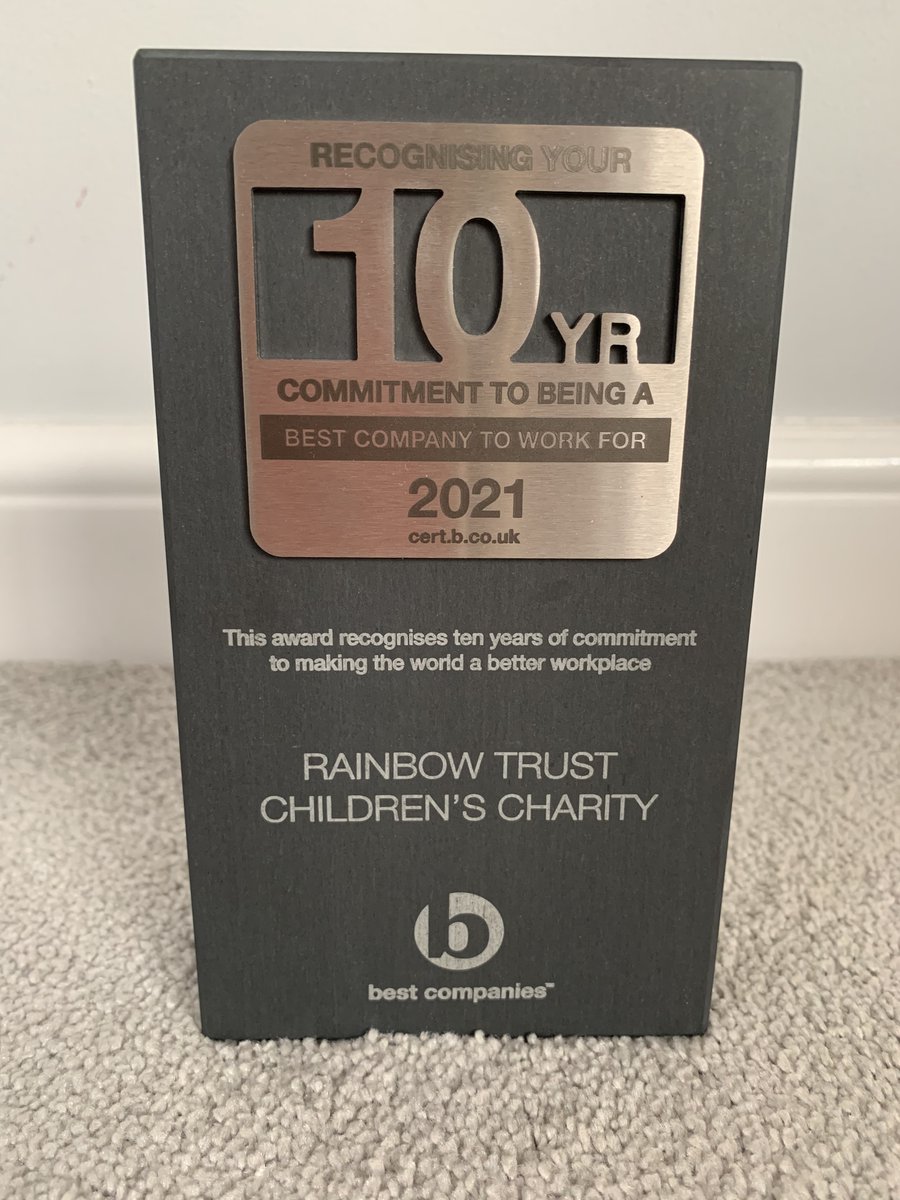 RECOGNISING YOUR
10 YR
COMMITMENT TO BEING A
BEST COMPANY TO WORK FOR
2021
cert.b.co.uk
This award recognises ten years of commitment
to making the world a better workplace
RAINBOW TRUST
CHILDREN'S CHARITY
b
best companies™